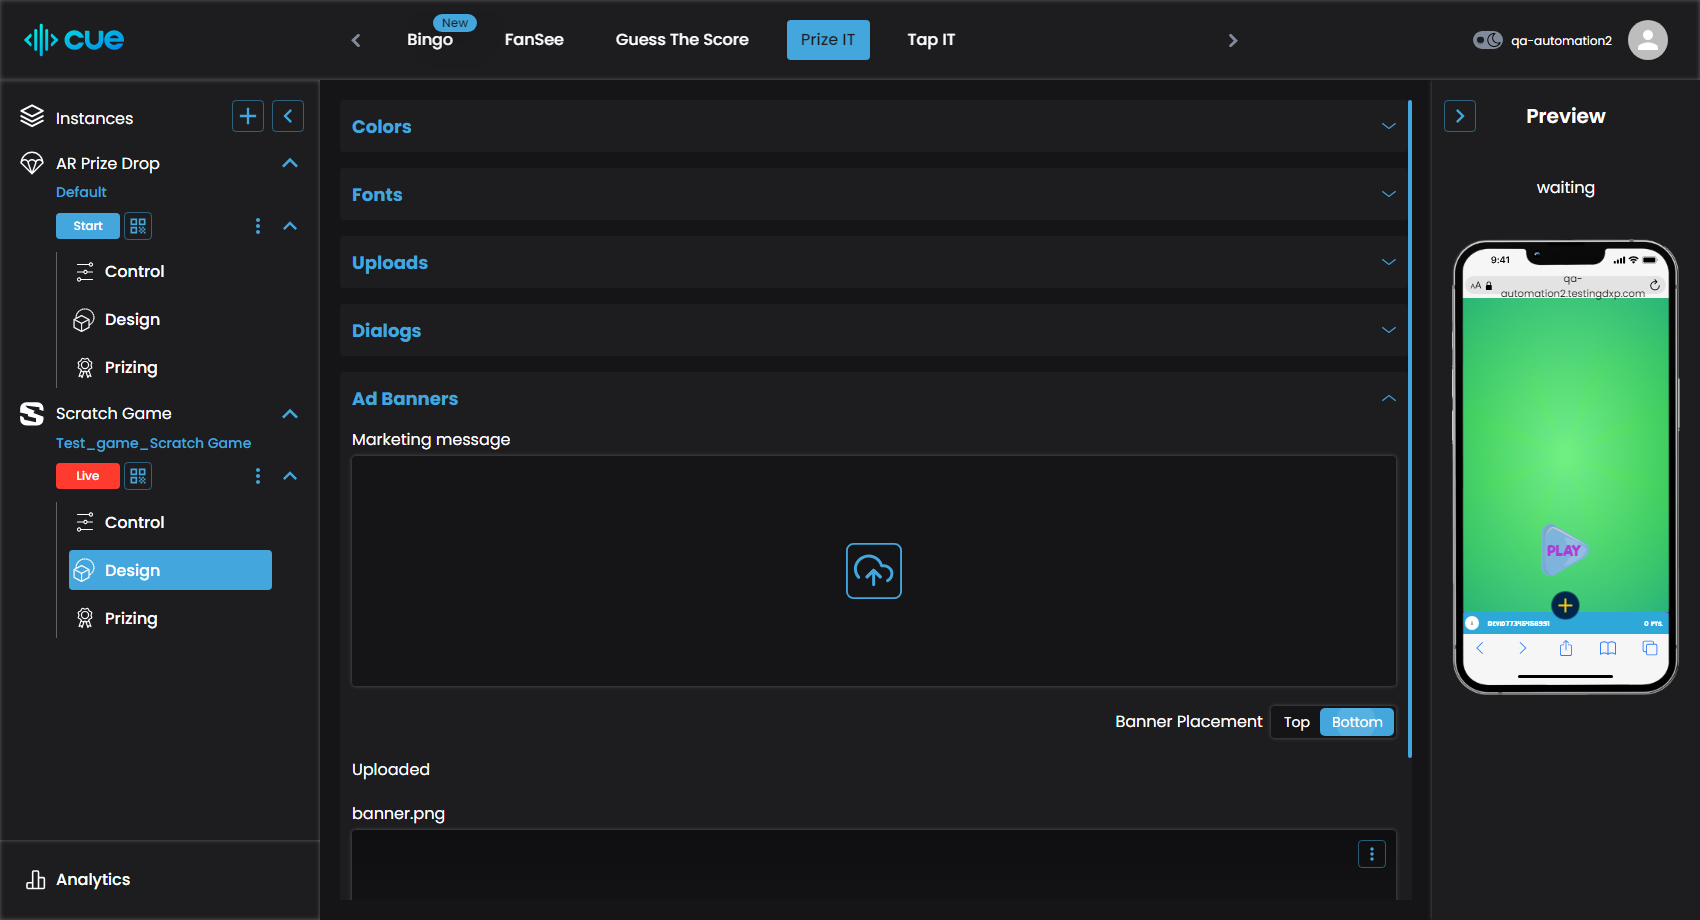 cue
New
Bingo
FanSee
Guess The Score
Prize IT
Tap IT
qa-automation2
Instances
AR Prize Drop
Default
Start
Control
Design
Prizing
Scratch Game
Test_game_Scratch Game
Live
Control
Design
Prizing
Analytics
Colors
Fonts
Uploads
Dialogs
Ad Banners
Marketing message
Banner Placement
Top
Bottom
Uploaded
banner.png
Preview
waiting
9:41
AA
qa-
automation2.testingdxp.com
PLAY
0 PTS.